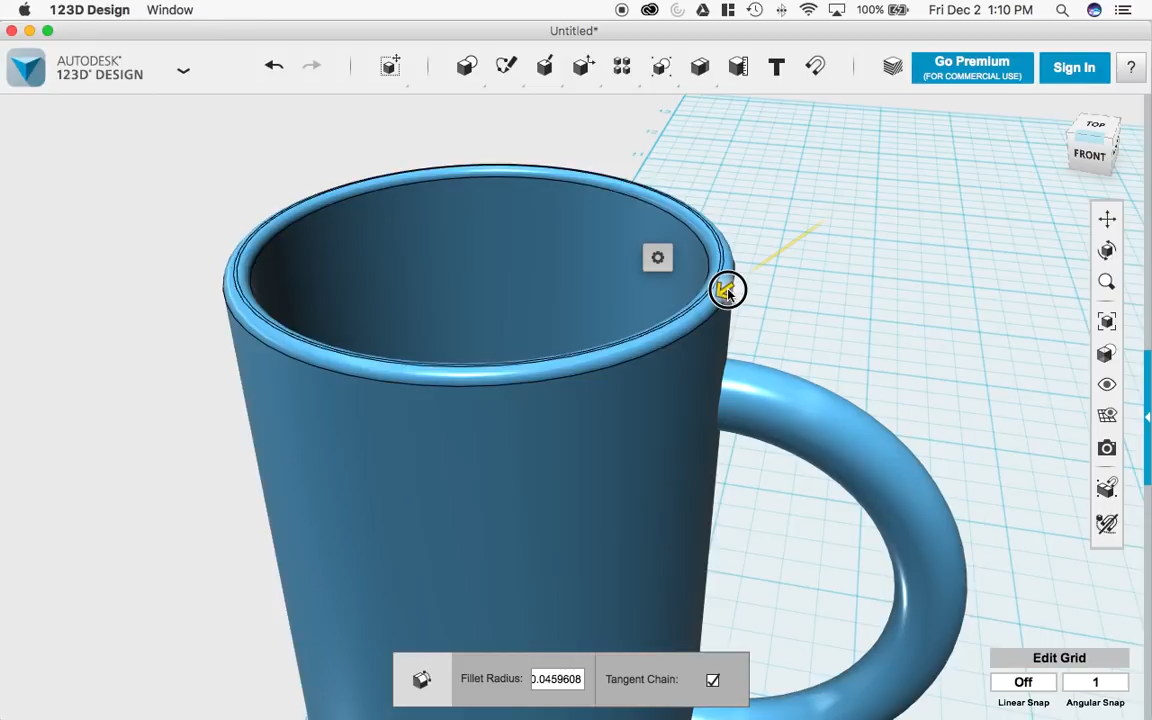 123D Design Window
100% Fri Dec 2 1:10 PM
Untitled*
AUTODESK®
123D® DESIGN
T
Go Premium
(FOR COMMERCIAL USE)
Sign In
?
TOP
FRONT
Fillet Radius: 0.0459608
Tangent Chain:
Edit Grid
Off 1
Linear Snap Angular Snap